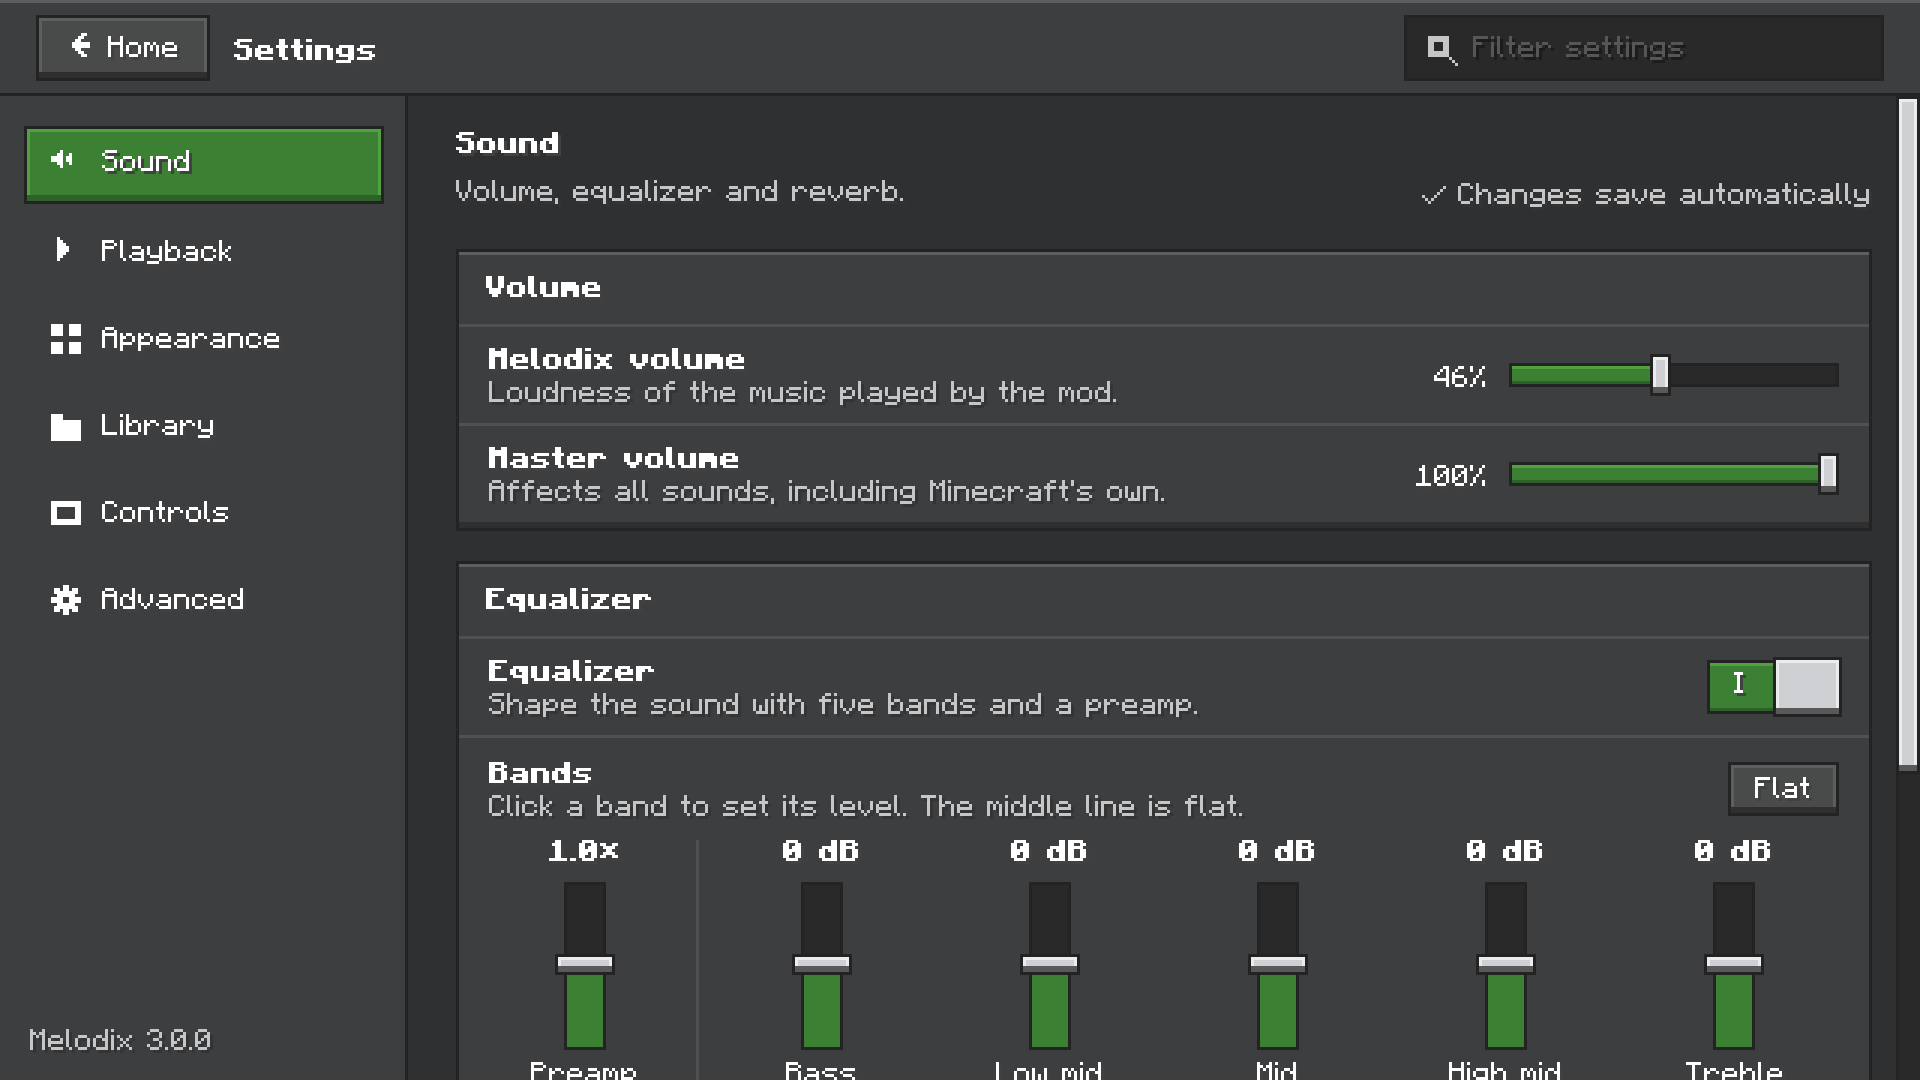 Home
Settings
Filter settings
Sound
Playback
Appearance
Library
Controls
Advanced
Melodix 3.0.0
Sound
Volume, equalizer and reverb.
Changes save automatically
Volume
Melodix volume
Loudness of the music played by the mod.
46%
Master volume
Affects all sounds, including Minecraft's own.
100%
Equalizer
Equalizer
Shape the sound with five bands and a preamp.
I
Bands
Click a band to set its level. The middle line is flat.
Flat
1.0× 0 dB 0 dB 0 dB 0 dB 0 dB
Preamp Bass Low mid Mid High mid Treble